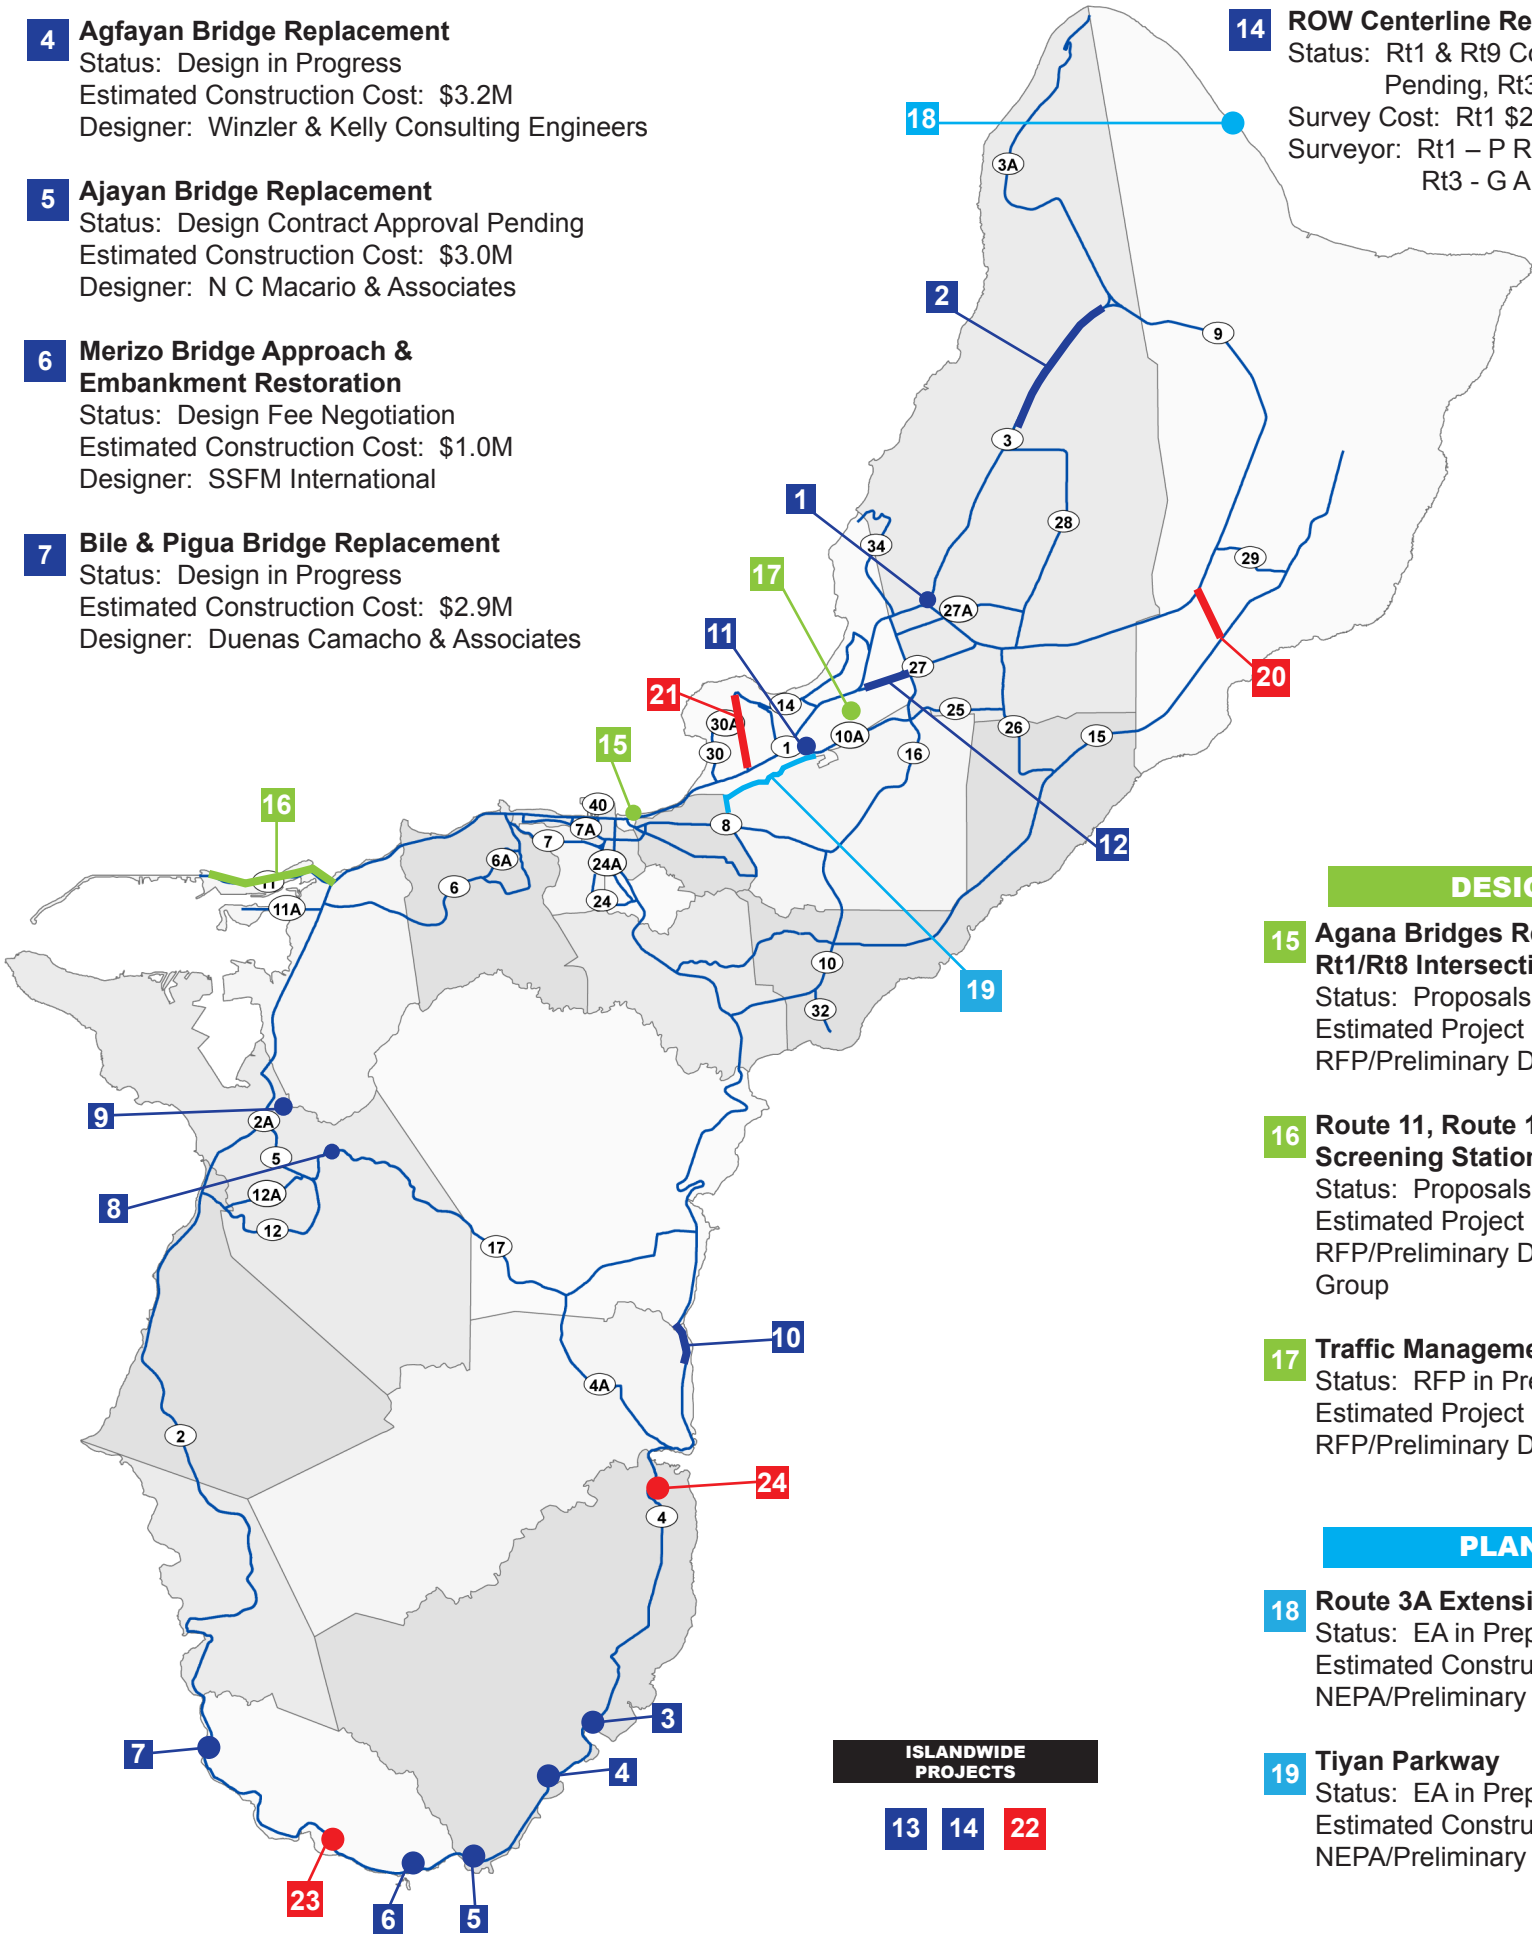 4 Agfayan Bridge Replacement
Status: Design in Progress
Estimated Construction Cost: $3.2M
Designer: Winzler & Kelly Consulting Engineers
5 Ajayan Bridge Replacement
Status: Design Contract Approval Pending
Estimated Construction Cost: $3.0M
Designer: N C Macario & Associates
6 Merizo Bridge Approach &
Embankment Restoration
Status: Design Fee Negotiation
Estimated Construction Cost: $1.0M
Designer: SSFM International
7 Bile & Pigua Bridge Replacement
Status: Design in Progress
Estimated Construction Cost: $2.9M
Designer: Duenas Camacho & Associates
14 ROW Centerline Re
Status: Rt1 & Rt9 Co
Pending, Rt3
Survey Cost: Rt1 $2
Surveyor: Rt1 – P R
Rt3 - G A
18
3A
2
9
3
1
28
34
29
17
27A
11
27
20
21
14
25
30A
26
15
10A
15
1
30
16
16
40
8
7A
12
7
6A
24A
11
6
24
11A
10
19
32
9
2A
5
12A
8
12
17
10
4A
2
24
4
3
7
4
23
6
5
ISLANDWIDE
PROJECTS
13 14 22
DESIG
15 Agana Bridges Re
Rt1/Rt8 Intersecti
Status: Proposals
Estimated Project
RFP/Preliminary D
16 Route 11, Route 1
Screening Station
Status: Proposals
Estimated Project
RFP/Preliminary D
Group
17 Traffic Manageme
Status: RFP in Pre
Estimated Project
RFP/Preliminary D
PLAN
18 Route 3A Extensi
Status: EA in Prep
Estimated Constru
NEPA/Preliminary
19 Tiyan Parkway
Status: EA in Prep
Estimated Constru
NEPA/Preliminary